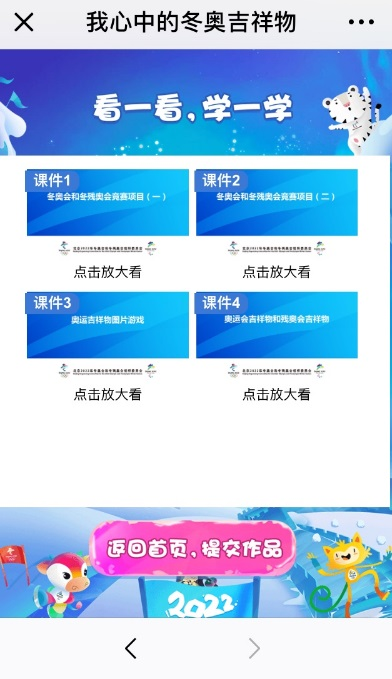 我心中的冬奥吉祥物
看一看,学一学
课件1
冬奥会和冬残奥会竞赛项目（一）
点击放大看
课件2
冬奥会和冬残奥会竞赛项目（二）
点击放大看
课件3
奥运吉祥物图片游戏
点击放大看
课件4
奥运会吉祥物和残奥会吉祥物
点击放大看
返回首页,提交作品
2022